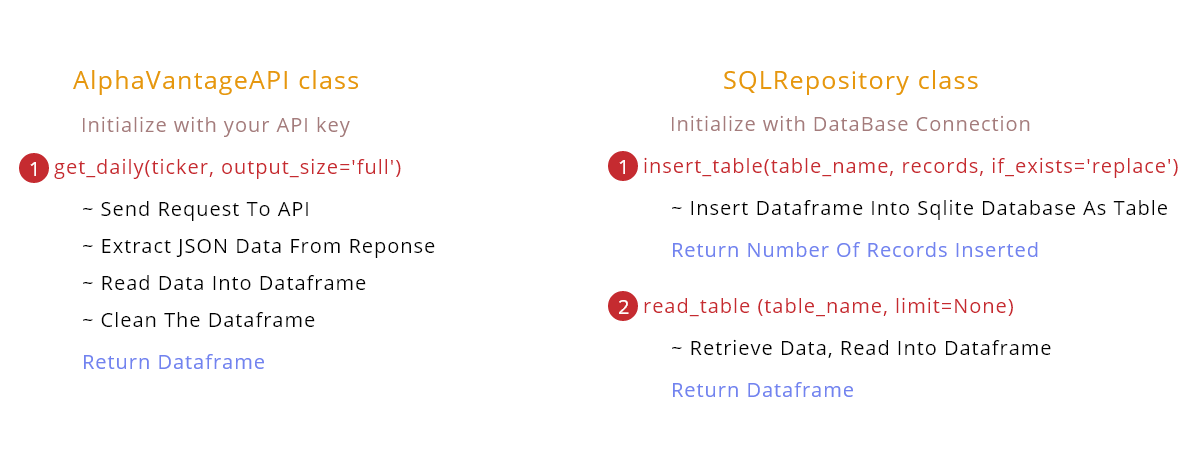 AlphaVantageAPI class
Initialize with your API key
1 get_daily(ticker, output_size='full')
~ Send Request To API
~ Extract JSON Data From Reponse
~ Read Data Into Dataframe
~ Clean The Dataframe
Return Dataframe
SQLRepository class
Initialize with DataBase Connection
1 insert_table(table_name, records, if_exists='replace')
~ Insert Dataframe Into Sqlite Database As Table
Return Number Of Records Inserted
2 read_table (table_name, limit=None)
~ Retrieve Data, Read Into Dataframe
Return Dataframe